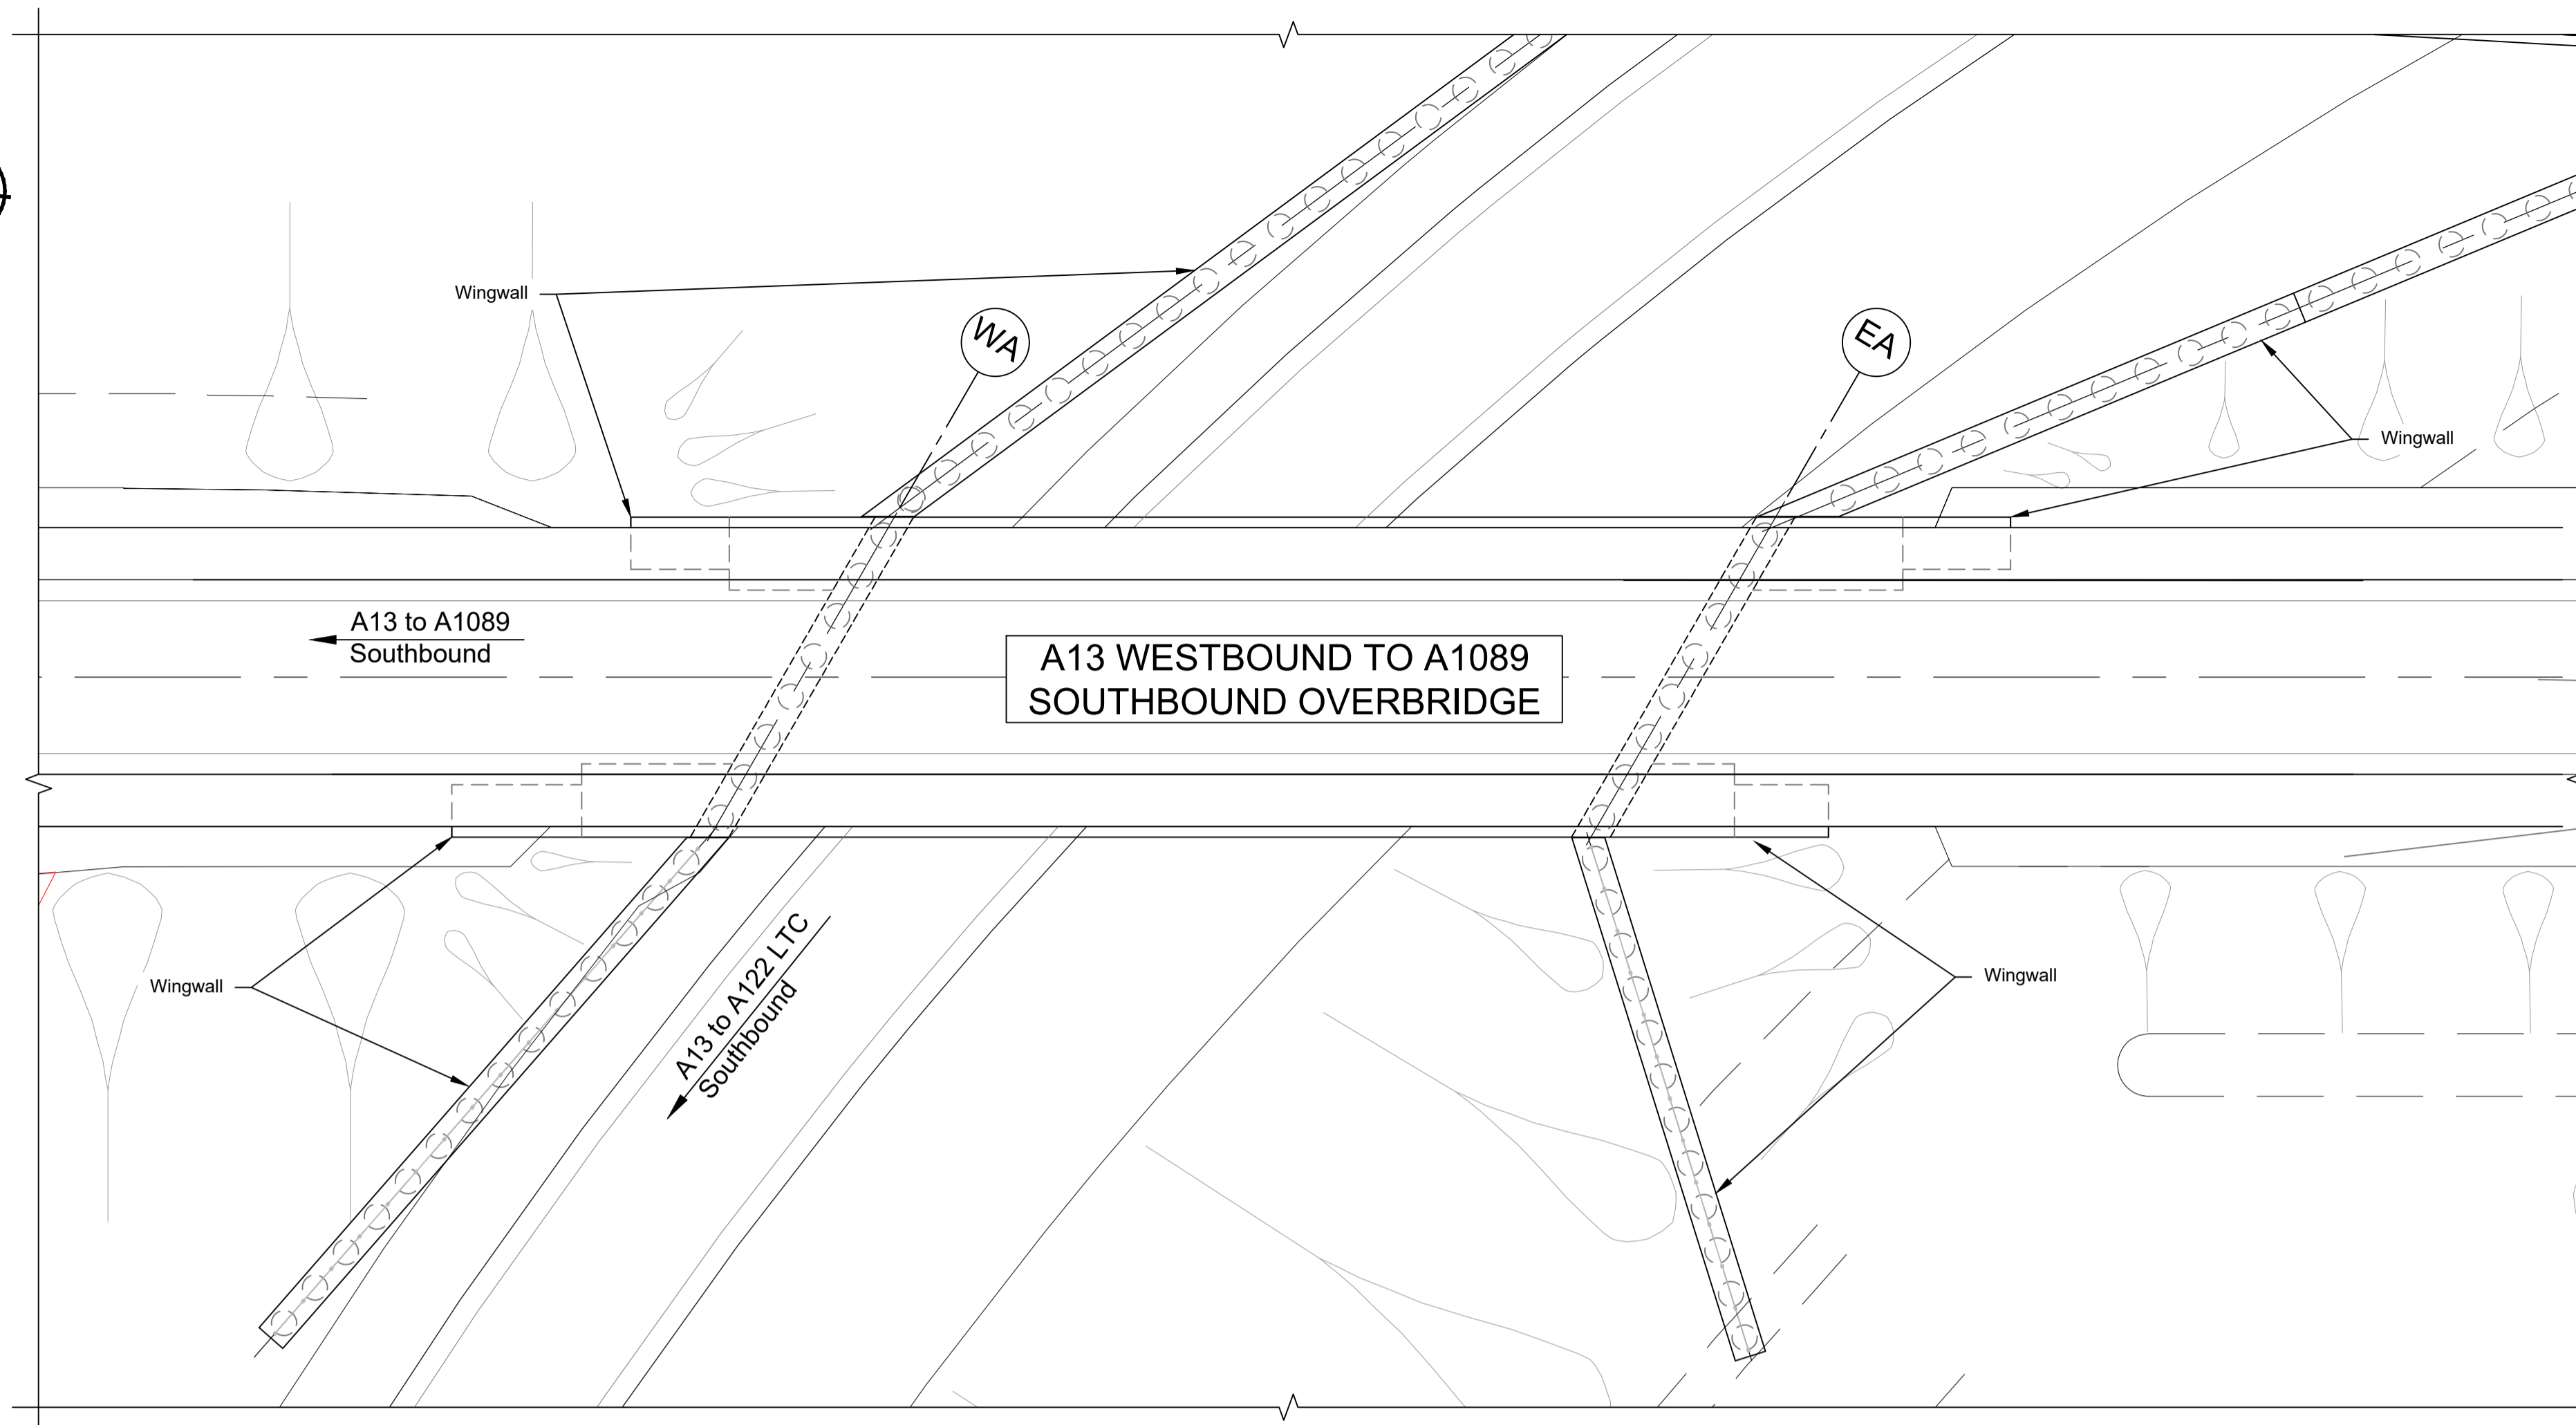 Wingwall
WA
EA
Wingwall
A13 to A1089
Southbound
A13 WESTBOUND TO A1089
SOUTHBOUND OVERBRIDGE
A13 to A122 LTC
Southbound
Wingwall
Wingwall